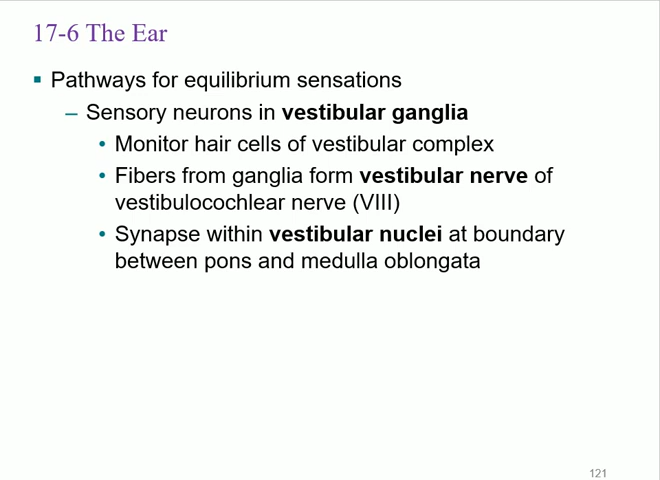 17-6 The Ear
▪ Pathways for equilibrium sensations
– Sensory neurons in vestibular ganglia
• Monitor hair cells of vestibular complex
• Fibers from ganglia form vestibular nerve of
vestibulocochlear nerve (VIII)
• Synapse within vestibular nuclei at boundary
between pons and medulla oblongata
121